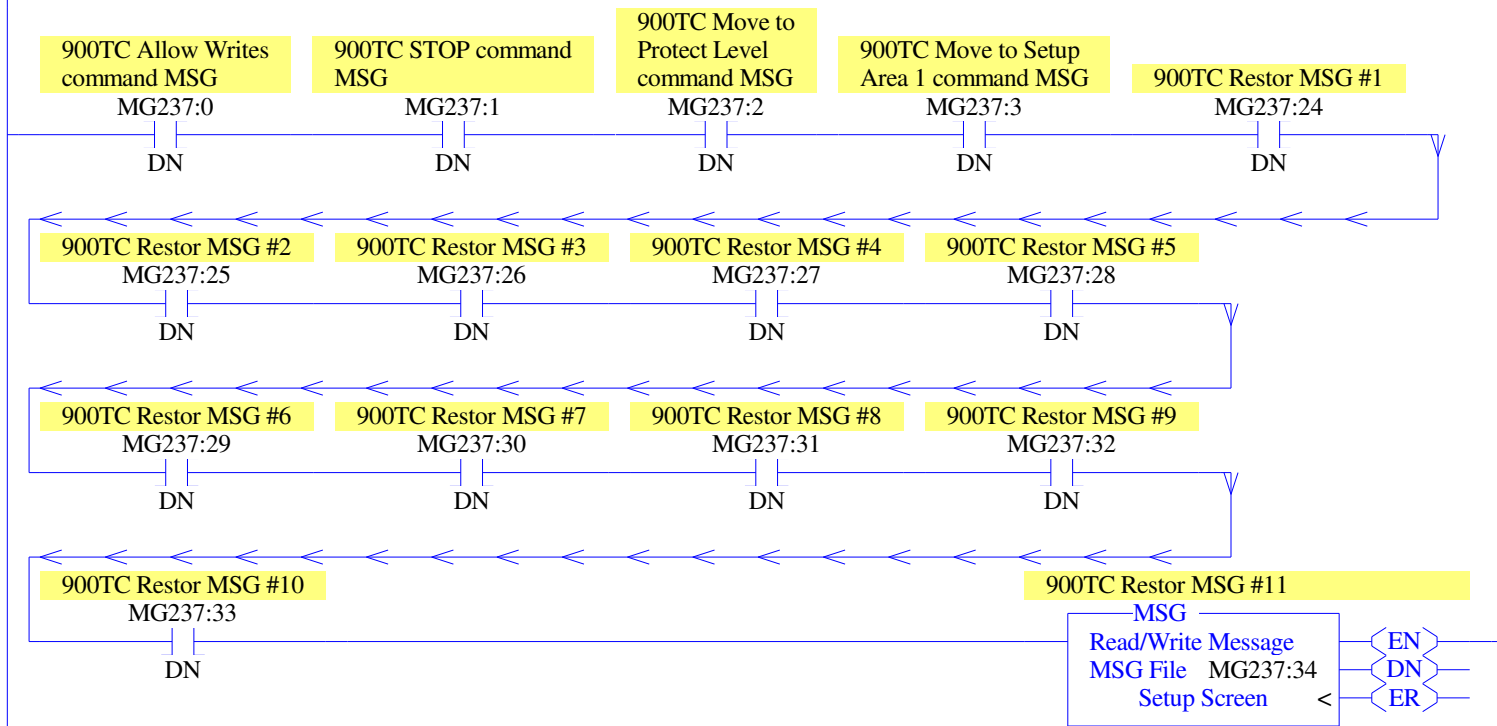 900TC Allow Writes
command MSG
MG237:0
DN
900TC STOP command
MSG
MG237:1
DN
900TC Move to
Protect Level
command MSG
MG237:2
DN
900TC Move to Setup
Area 1 command MSG
MG237:3
DN
900TC Restor MSG #1
MG237:24
DN
900TC Restor MSG #2
MG237:25
DN
900TC Restor MSG #3
MG237:26
DN
900TC Restor MSG #4
MG237:27
DN
900TC Restor MSG #5
MG237:28
DN
900TC Restor MSG #6
MG237:29
DN
900TC Restor MSG #7
MG237:30
DN
900TC Restor MSG #8
MG237:31
DN
900TC Restor MSG #9
MG237:32
DN
900TC Restor MSG #10
MG237:33
DN
900TC Restor MSG #11
MSG
Read/Write Message
MSG File MG237:34
Setup Screen <
EN
DN
ER